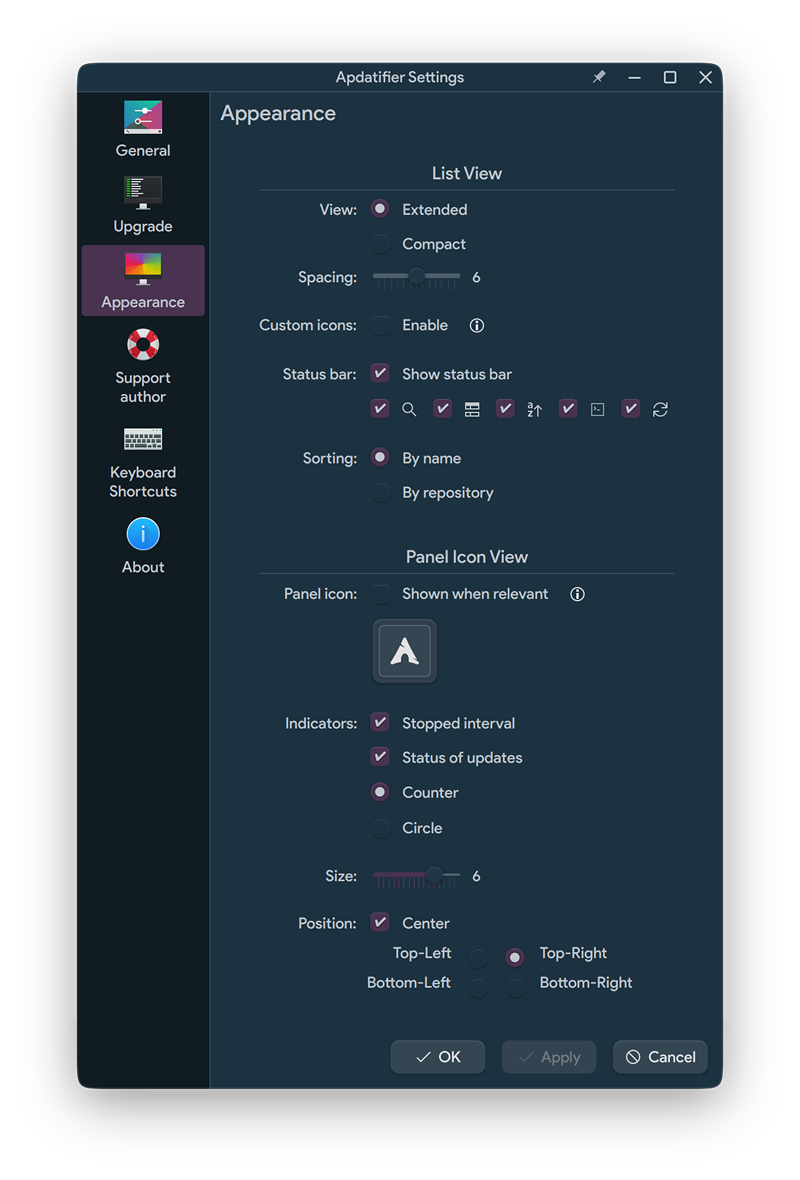 Apdatifier Settings
General
Upgrade
Appearance
Support
author
Keyboard
Shortcuts
About
Appearance
List View
View: Extended
Compact
Spacing: 6
Custom icons: Enable
Status bar: Show status bar
Sorting: By name
By repository
Panel Icon View
Panel icon: Shown when relevant
Indicators: Stopped interval
Status of updates
Counter
Circle
Size: 6
Position: Center
Top-Left Top-Right
Bottom-Left Bottom-Right
OK Apply Cancel